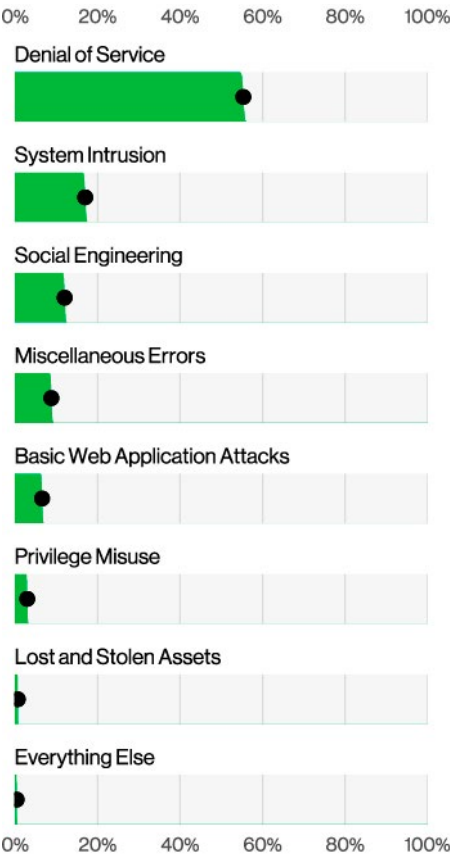 0% 20% 40% 60% 80% 100%
Denial of Service
System Intrusion
Social Engineering
Miscellaneous Errors
Basic Web Application Attacks
Privilege Misuse
Lost and Stolen Assets
Everything Else
0% 20% 40% 60% 80% 100%